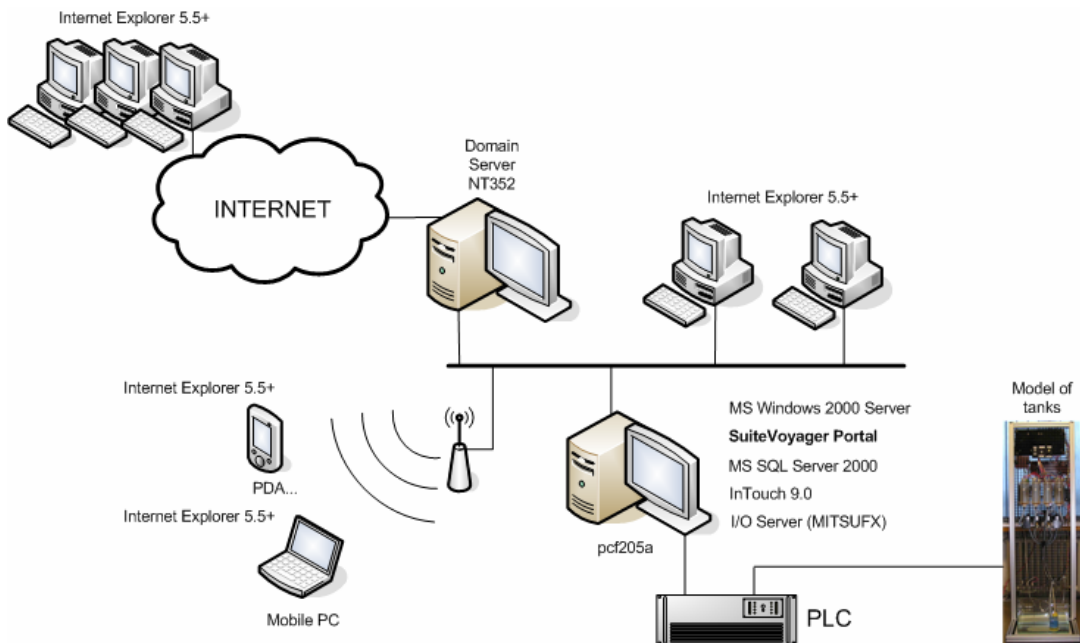 Internet Explorer 5.5+
INTERNET
Domain
Server
NT352
Internet Explorer 5.5+
Internet Explorer 5.5+
PDA...
Internet Explorer 5.5+
Mobile PC
MS Windows 2000 Server
SuiteVoyager Portal
MS SQL Server 2000
InTouch 9.0
I/O Server (MITSUFX)
pcf205a
PLC
Model of
tanks